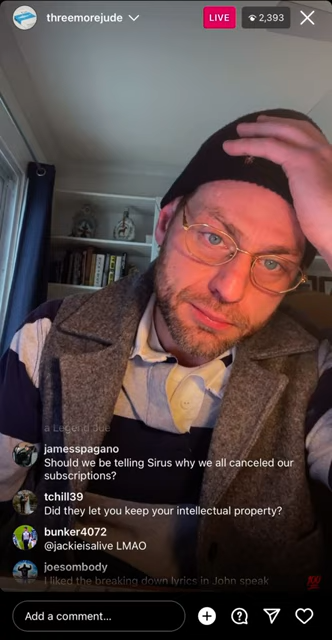 threemorejude
LIVE
2,393
a Legend Jue
jamesspagano
Should we be telling Sirus why we all canceled our
subscriptions?
tchill39
Did they let you keep your intellectual property?
bunker4072
@jackieisalive LMAO
joesombody
I liked the breaking down lyrics in John speak 💯
Add a comment...